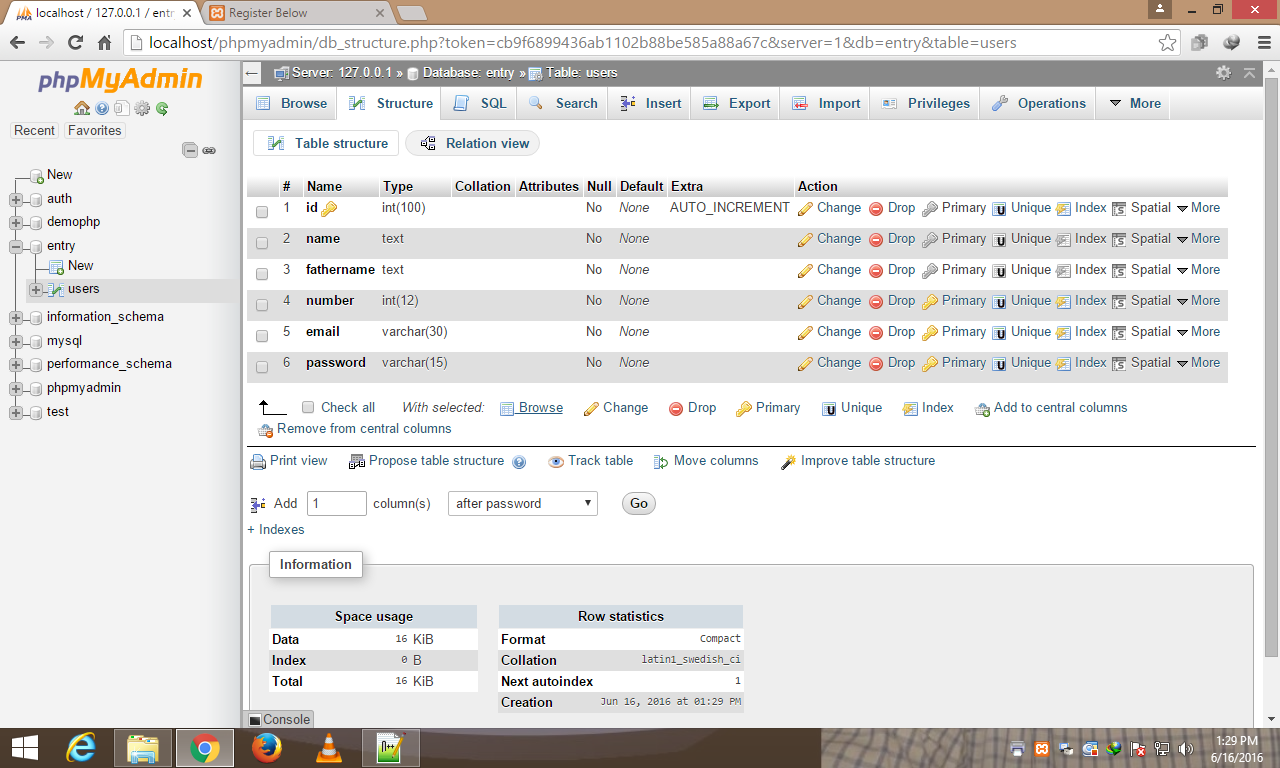 localhost / 127.0.0.1 / entr
Register Below
localhost/phpmyadmin/db_structure.php?token=cb9f6899436ab1102b88be585a88a67c&server=1&db=entry&table=users
phpMyAdmin
Recent Favorites
New
auth
demophp
entry
New
users
information_schema
mysql
performance_schema
phpmyadmin
test
Server: 127.0.0.1 » Database: entry » Table: users
Browse Structure SQL Search Insert Export Import Privileges Operations More
Table structure Relation view
# Name Type Collation Attributes Null Default Extra Action
1 id int(100) No None AUTO_INCREMENT Change Drop Primary Unique Index Spatial More
2 name text No None Change Drop Primary Unique Index Spatial More
3 fathername text No None Change Drop Primary Unique Index Spatial More
4 number int(12) No None Change Drop Primary Unique Index Spatial More
5 email varchar(30) No None Change Drop Primary Unique Index Spatial More
6 password varchar(15) No None Change Drop Primary Unique Index Spatial More
Check all With selected: Browse Change Drop Primary Unique Index Add to central columns
Remove from central columns
Print view Propose table structure Track table Move columns Improve table structure
Add 1 column(s) after password Go
+ Indexes
Information
Space usage
Data 16 KiB
Index 0 B
Total 16 KiB
Row statistics
Format Compact
Collation latin1_swedish_ci
Next autoindex 1
Creation Jun 16, 2016 at 01:29 PM
Console
1:29 PM
6/16/2016